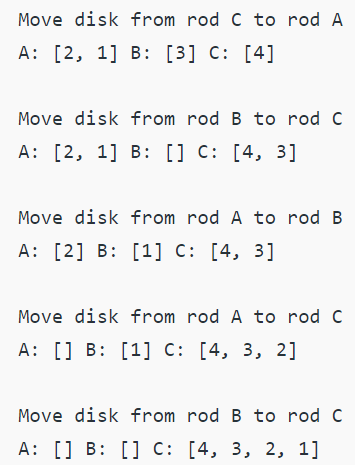 Move disk from rod C to rod A
A: [2, 1] B: [3] C: [4]
Move disk from rod B to rod C
A: [2, 1] B: [] C: [4, 3]
Move disk from rod A to rod B
A: [2] B: [1] C: [4, 3]
Move disk from rod A to rod C
A: [] B: [1] C: [4, 3, 2]
Move disk from rod B to rod C
A: [] B: [] C: [4, 3, 2, 1]